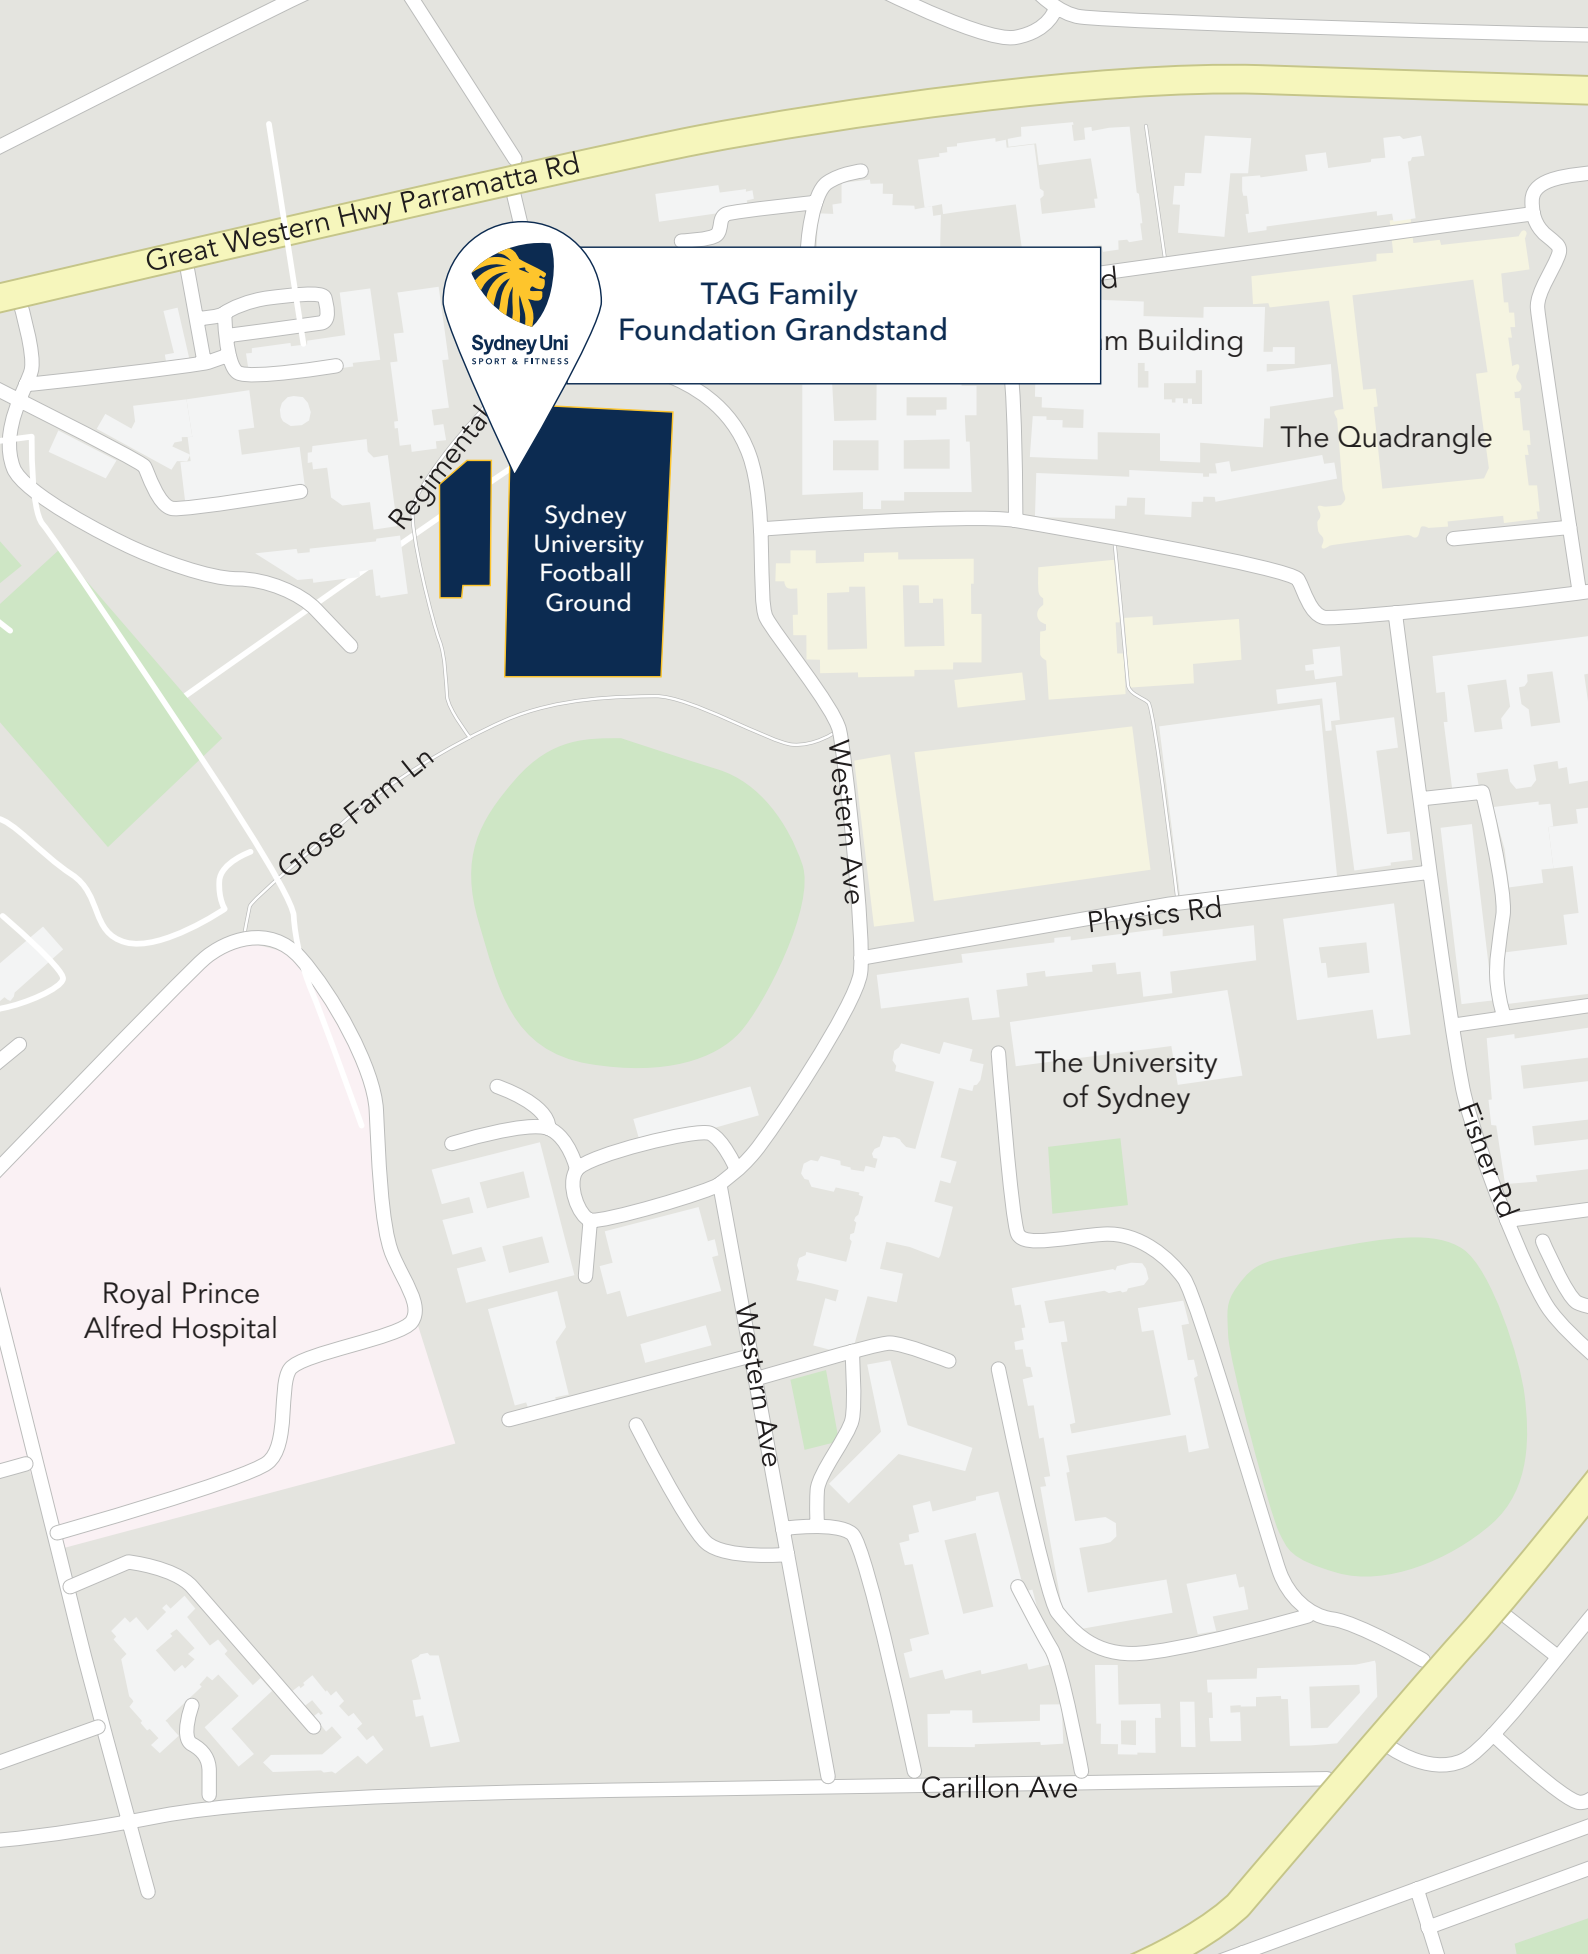 Great Western Hwy Parramatta Rd
Sydney Uni
SPORT & FITNESS
TAG Family
Foundation Grandstand
Building
The Quadrangle
Regimental
Sydney
University
Football
Ground
Grose Farm Ln
Western Ave
Physics Rd
The University
of Sydney
Fisher Rd
Royal Prince
Alfred Hospital
Western Ave
Carillon Ave